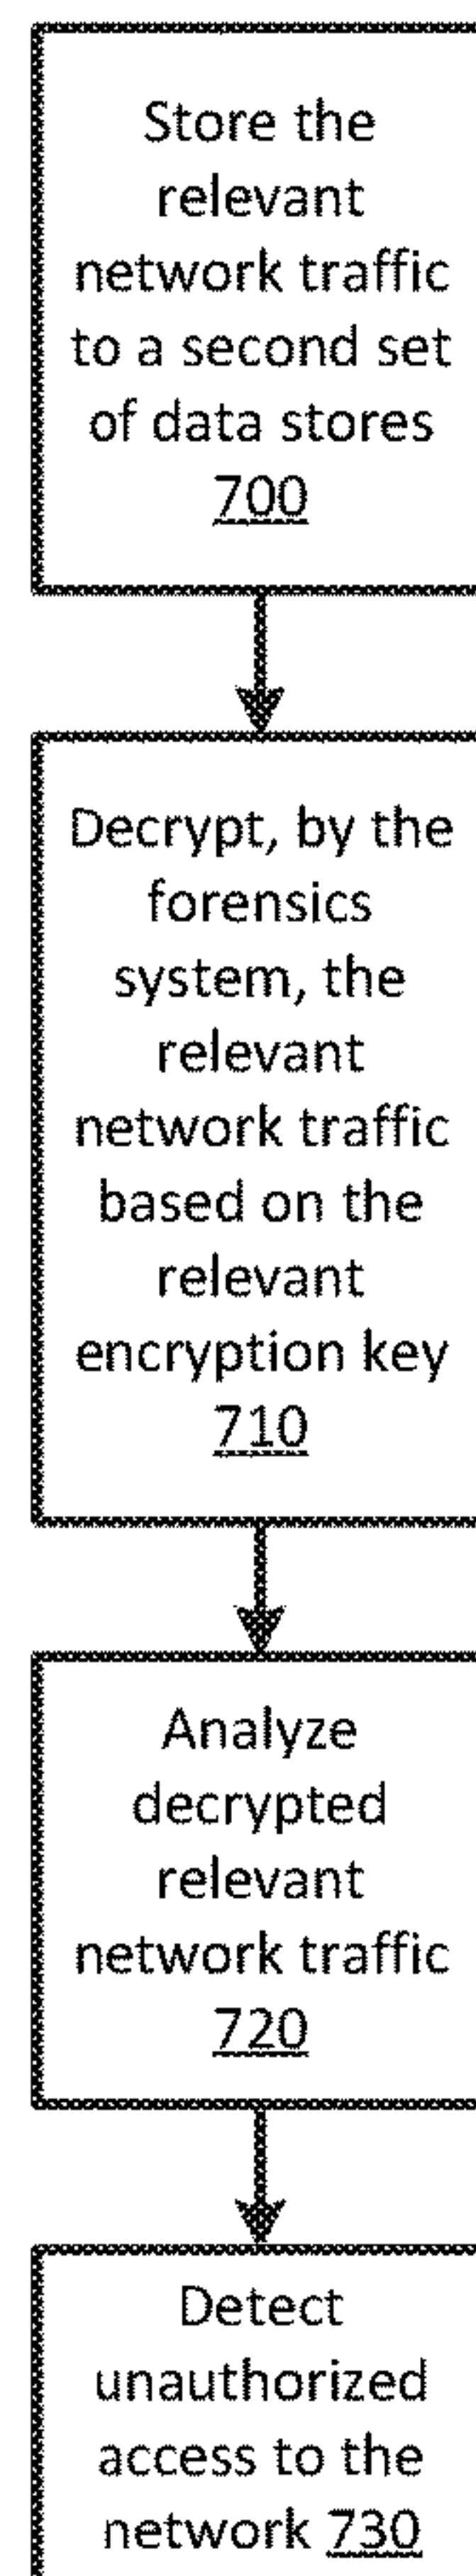 Store the
relevant
network traffic
to a second set
of data stores
700
Decrypt, by the
forensics
system, the
relevant
network traffic
based on the
relevant
encryption key
710
Analyze
decrypted
relevant
network traffic
720
Detect
unauthorized
access to the
network 730